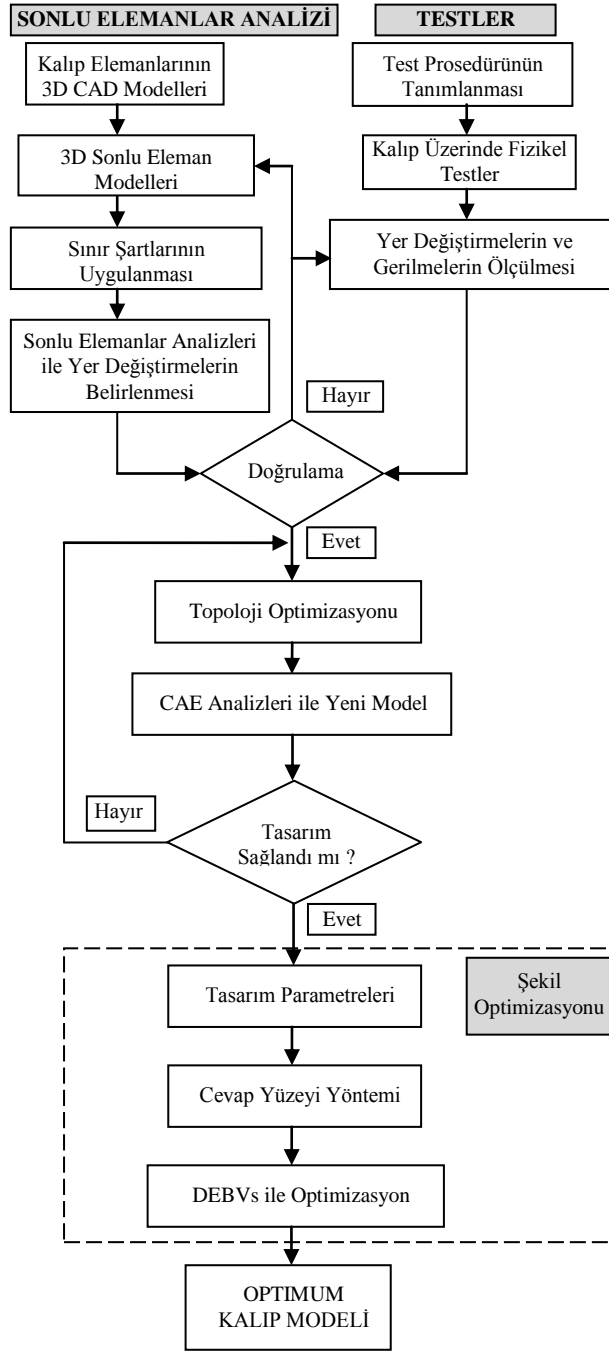 SONLU ELEMANLAR ANALİZİ
TESTLER
Kalıp Elemanlarının
3D CAD Modelleri
Test Prosedürünün
Tanımlanması
3D Sonlu Eleman
Modelleri
Kalıp Üzerinde Fizikel
Testler
Sınır Şartlarının
Uygulanması
Yer Değiştirmelerin ve
Gerilmelerin Ölçülmesi
Sonlu Elemanlar Analizleri
ile Yer Değiştirmelerin
Belirlenmesi
Hayır
Doğrulama
Evet
Topoloji Optimizasyonu
CAE Analizleri ile Yeni Model
Hayır
Tasarım
Sağlandı mı ?
Evet
Şekil
Optimizasyonu
Tasarım Parametreleri
Cevap Yüzeyi Yöntemi
DEBVs ile Optimizasyon
OPTIMUM
KALIP MODELİ